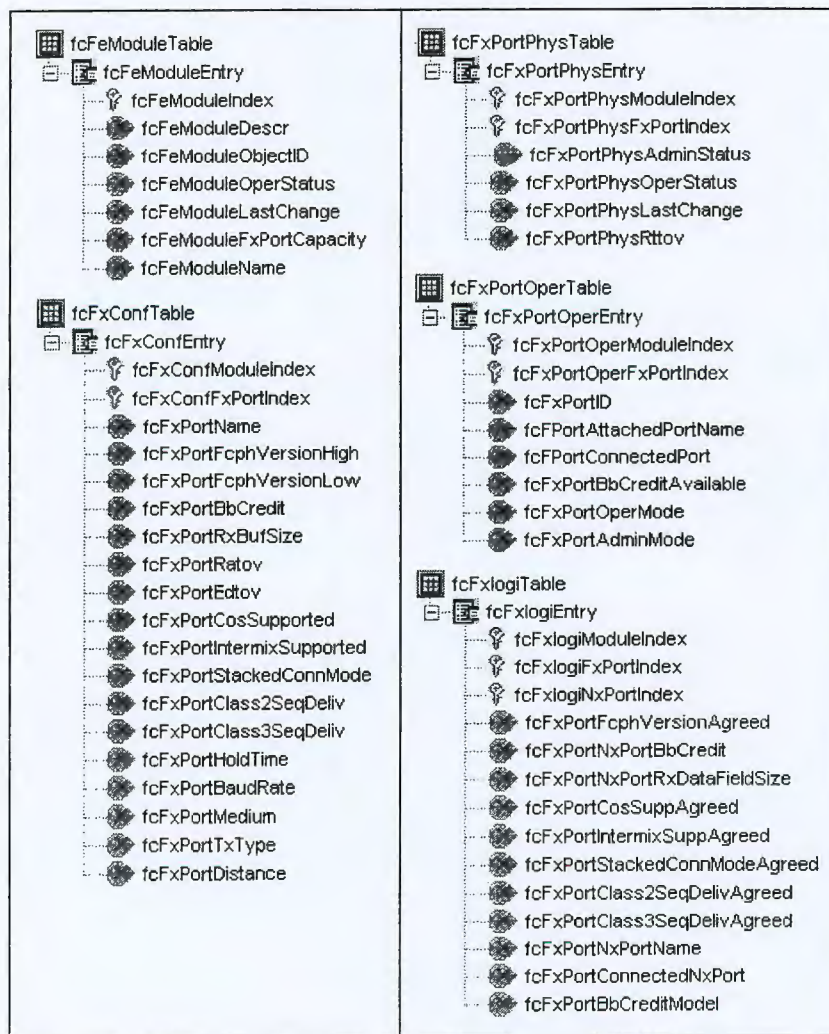 fcFeModuleTable
fcFeModuleEntry
fcFeModuleIndex
fcFeModuleDescr
fcFeModuleObjectID
fcFeModuleOperStatus
fcFeModuleLastChange
fcFeModuleFxPortCapacity
fcFeModuleName
fcFxConfTable
fcFxConfEntry
fcFxConfModuleIndex
fcFxConfFxPortIndex
fcFxPortName
fcFxPortFcphVersionHigh
fcFxPortFcphVersionLow
fcFxPortBbCredit
fcFxPortRxBufSize
fcFxPortRatov
fcFxPortEdtov
fcFxPortCosSupported
fcFxPortIntermixSupported
fcFxPortStackedConnMode
fcFxPortClass2SeqDeliv
fcFxPortClass3SeqDeliv
fcFxPortHoldTime
fcFxPortBaudRate
fcFxPortMedium
fcFxPortTxType
fcFxPortDistance
fcFxPortPhysTable
fcFxPortPhysEntry
fcFxPortPhysModuleIndex
fcFxPortPhysFxPortIndex
fcFxPortPhysAdminStatus
fcFxPortPhysOperStatus
fcFxPortPhysLastChange
fcFxPortPhysRttov
fcFxPortOperTable
fcFxPortOperEntry
fcFxPortOperModuleIndex
fcFxPortOperFxPortIndex
fcFxPortID
fcFPortAttachedPortName
fcFPortConnectedPort
fcFxPortBbCreditAvailable
fcFxPortOperMode
fcFxPortAdminMode
fcFxlogiTable
fcFxlogiEntry
fcFxlogiModuleIndex
fcFxlogiFxPortIndex
fcFxlogiNxPortIndex
fcFxPortFcphVersionAgreed
fcFxPortNxPortBbCredit
fcFxPortNxPortRxDataFieldSize
fcFxPortCosSuppAgreed
fcFxPortIntermixSuppAgreed
fcFxPortStackedConnModeAgreed
fcFxPortClass2SeqDelivAgreed
fcFxPortClass3SeqDelivAgreed
fcFxPortNxPortName
fcFxPortConnectedNxPort
fcFxPortBbCreditModel